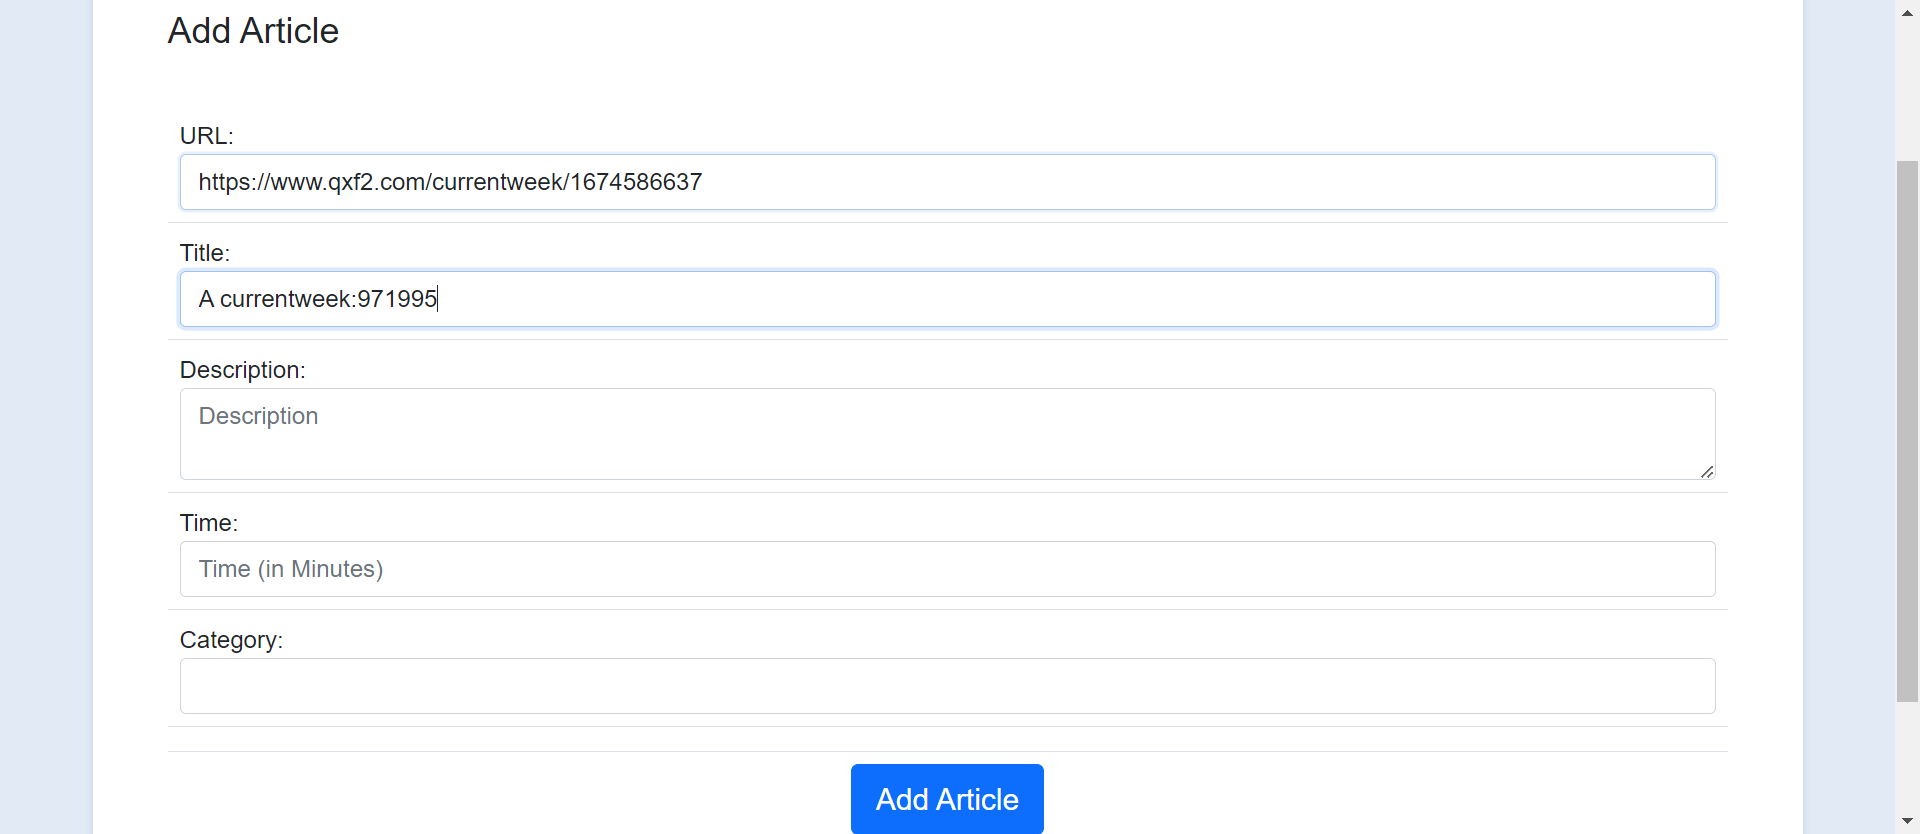 Add Article
URL:
https://www.qxf2.com/currentweek/1674586637
Title:
A currentweek:971995
Description:
Description
Time:
Time (in Minutes)
Category:
Add Article